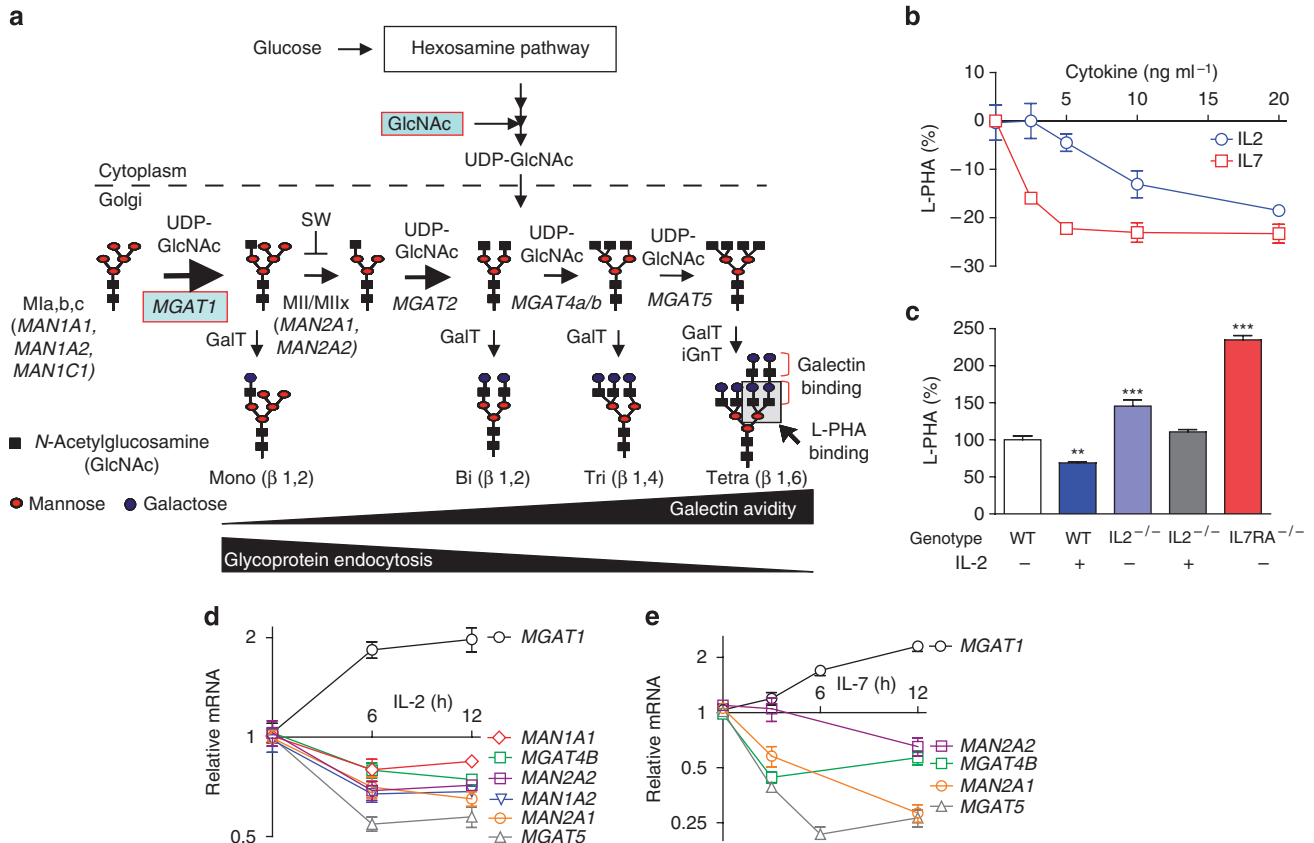 a
Glucose
Hexosamine pathway
GlcNAc
UDP-GlcNAc
Cytoplasm
Golgi
UDP-
GlcNAc
SW
UDP-
GlcNAc
UDP-
GlcNAc
UDP-
GlcNAc
MIa,b,c
(MAN1A1,
MAN1A2,
MAN1C1)
MGAT1
MII/MIIx
(MAN2A1,
MAN2A2)
MGAT2
MGAT4a/b
MGAT5
GalT
GalT
GalT
GalT
iGnT
Galectin
binding
L-PHA
binding
N-Acetylglucosamine
(GlcNAc)
Mannose
Galactose
Mono (β 1,2)
Bi (β 1,2)
Tri (β 1,4)
Tetra (β 1,6)
Galectin avidity
Glycoprotein endocytosis
b
Cytokine (ng ml−1)
5 10 15 20
10
0
−10
−20
−30
L-PHA (%)
IL2
IL7
c
250
200
150
100
50
0
L-PHA (%)
***
***
**
Genotype WT WT IL2−/− IL2−/− IL7RA−/−
IL-2 − + − + −
d
2
1
0.5
Relative mRNA
IL-2 (h)
6 12
MGAT1
MAN1A1
MGAT4B
MAN2A2
MAN1A2
MAN2A1
MGAT5
e
2
1
0.5
0.25
Relative mRNA
IL-7 (h)
6 12
MGAT1
MAN2A2
MGAT4B
MAN2A1
MGAT5